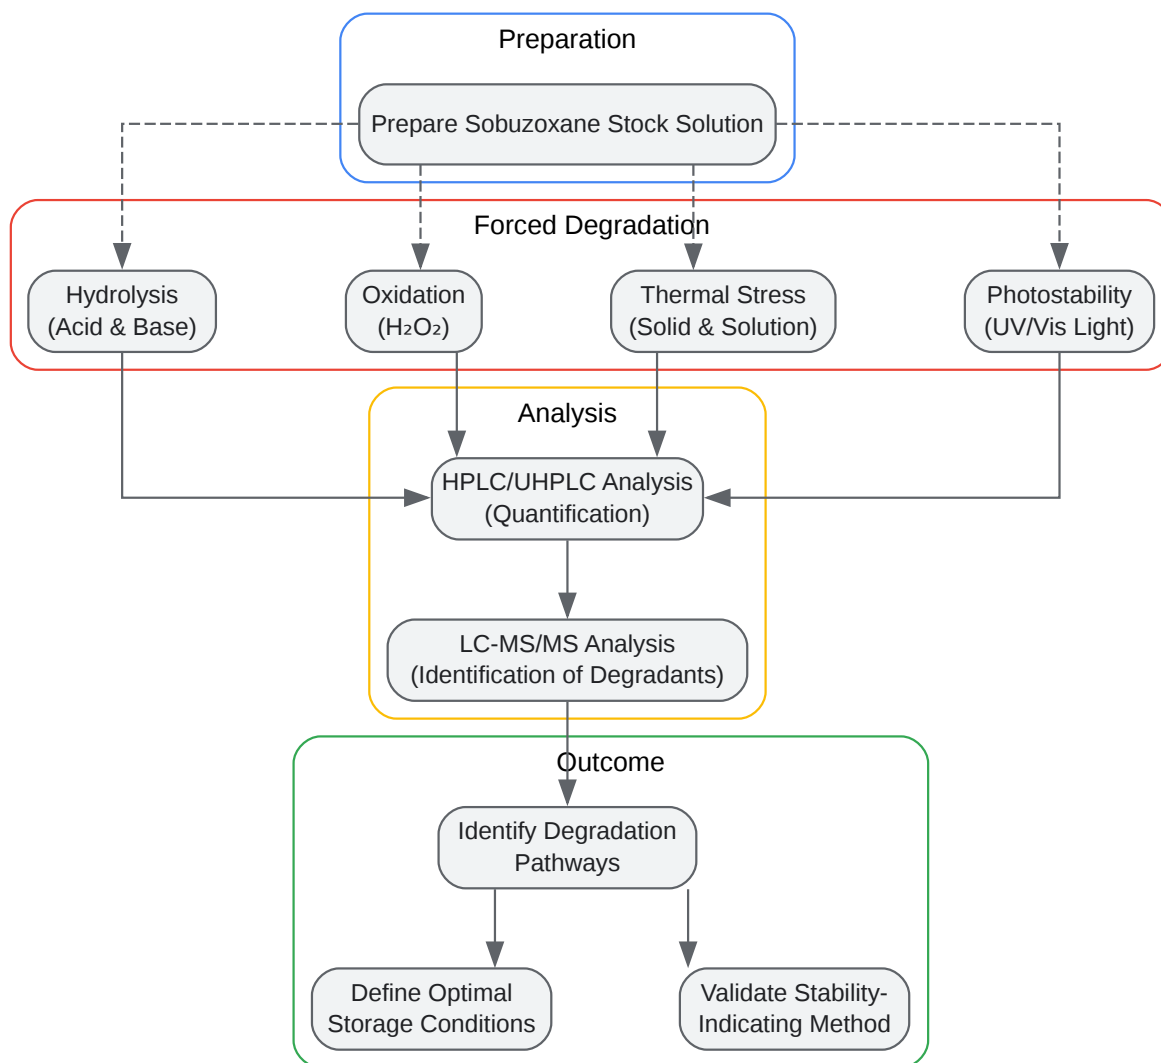 Preparation
Prepare Sobuzoxane Stock Solution
Forced Degradation
Hydrolysis
(Acid & Base)
Oxidation
(H₂O₂)
Thermal Stress
(Solid & Solution)
Photostability
(UV/Vis Light)
Analysis
HPLC/UHPLC Analysis
(Quantification)
LC-MS/MS Analysis
(Identification of Degradants)
Outcome
Identify Degradation
Pathways
Define Optimal
Storage Conditions
Validate Stability-
Indicating Method